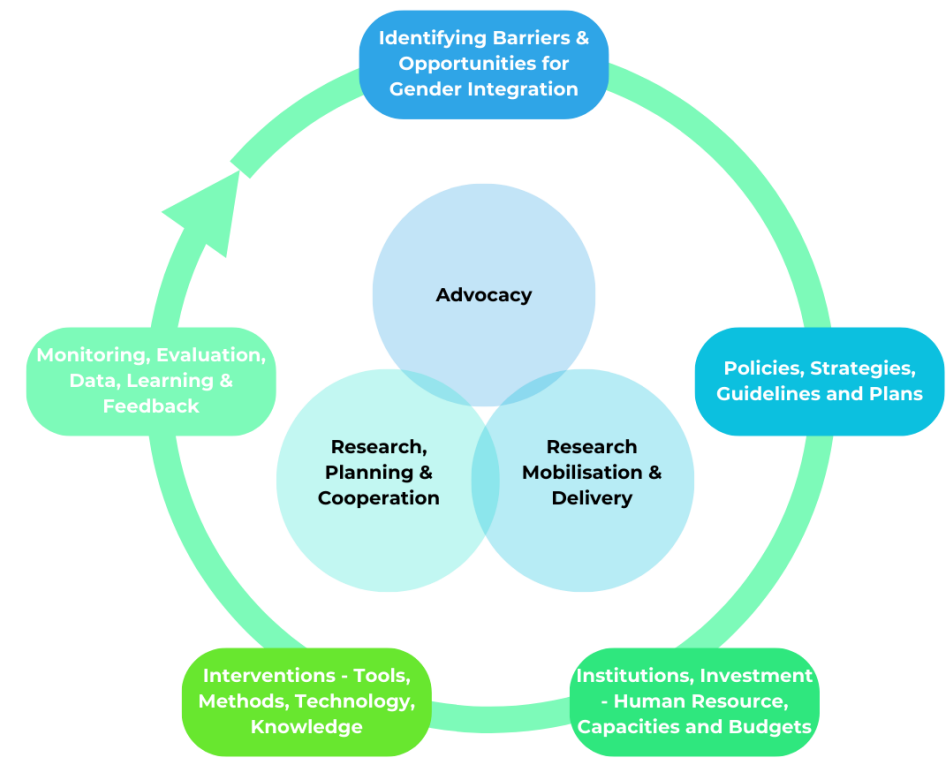 Identifying Barriers &
Opportunities for
Gender Integration
Advocacy
Monitoring, Evaluation,
Data, Learning &
Feedback
Policies, Strategies,
Guidelines and Plans
Research,
Planning &
Cooperation
Research
Mobilisation &
Delivery
Interventions - Tools,
Methods, Technology,
Knowledge
Institutions, Investment
- Human Resource,
Capacities and Budgets